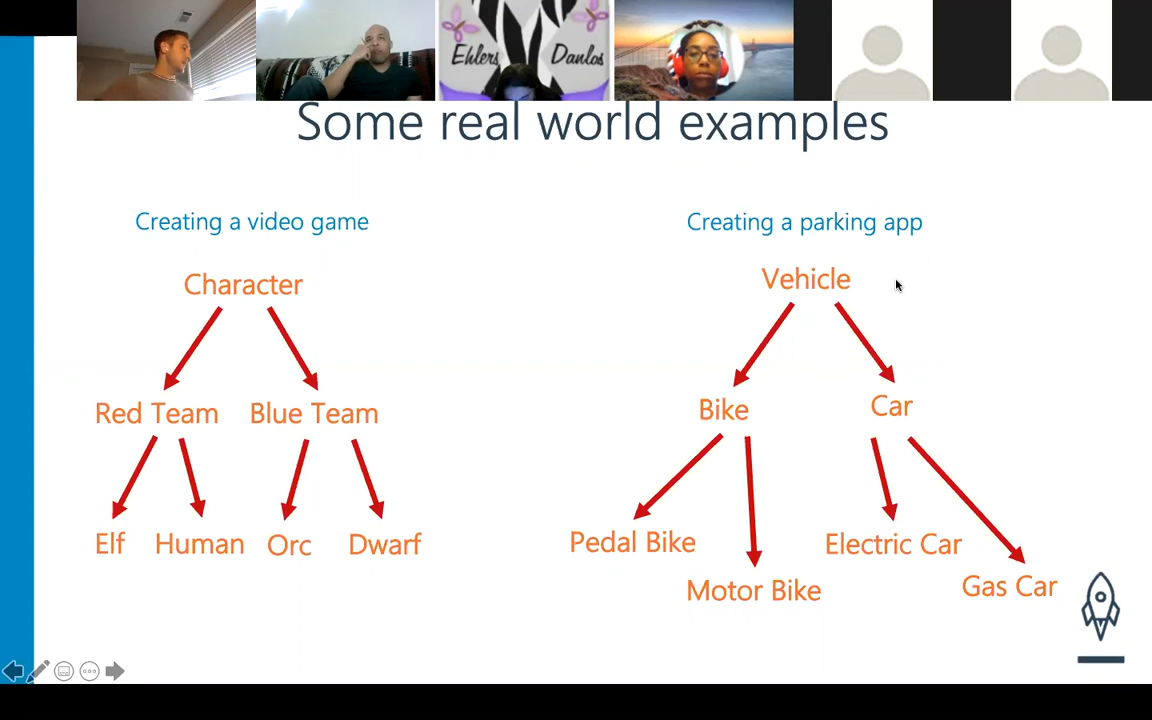 Ehlers Danlos
Some real world examples
Creating a video game
Character
Red Team Blue Team
Elf Human Orc Dwarf
Creating a parking app
Vehicle
Bike Car
Pedal Bike Electric Car
Motor Bike Gas Car